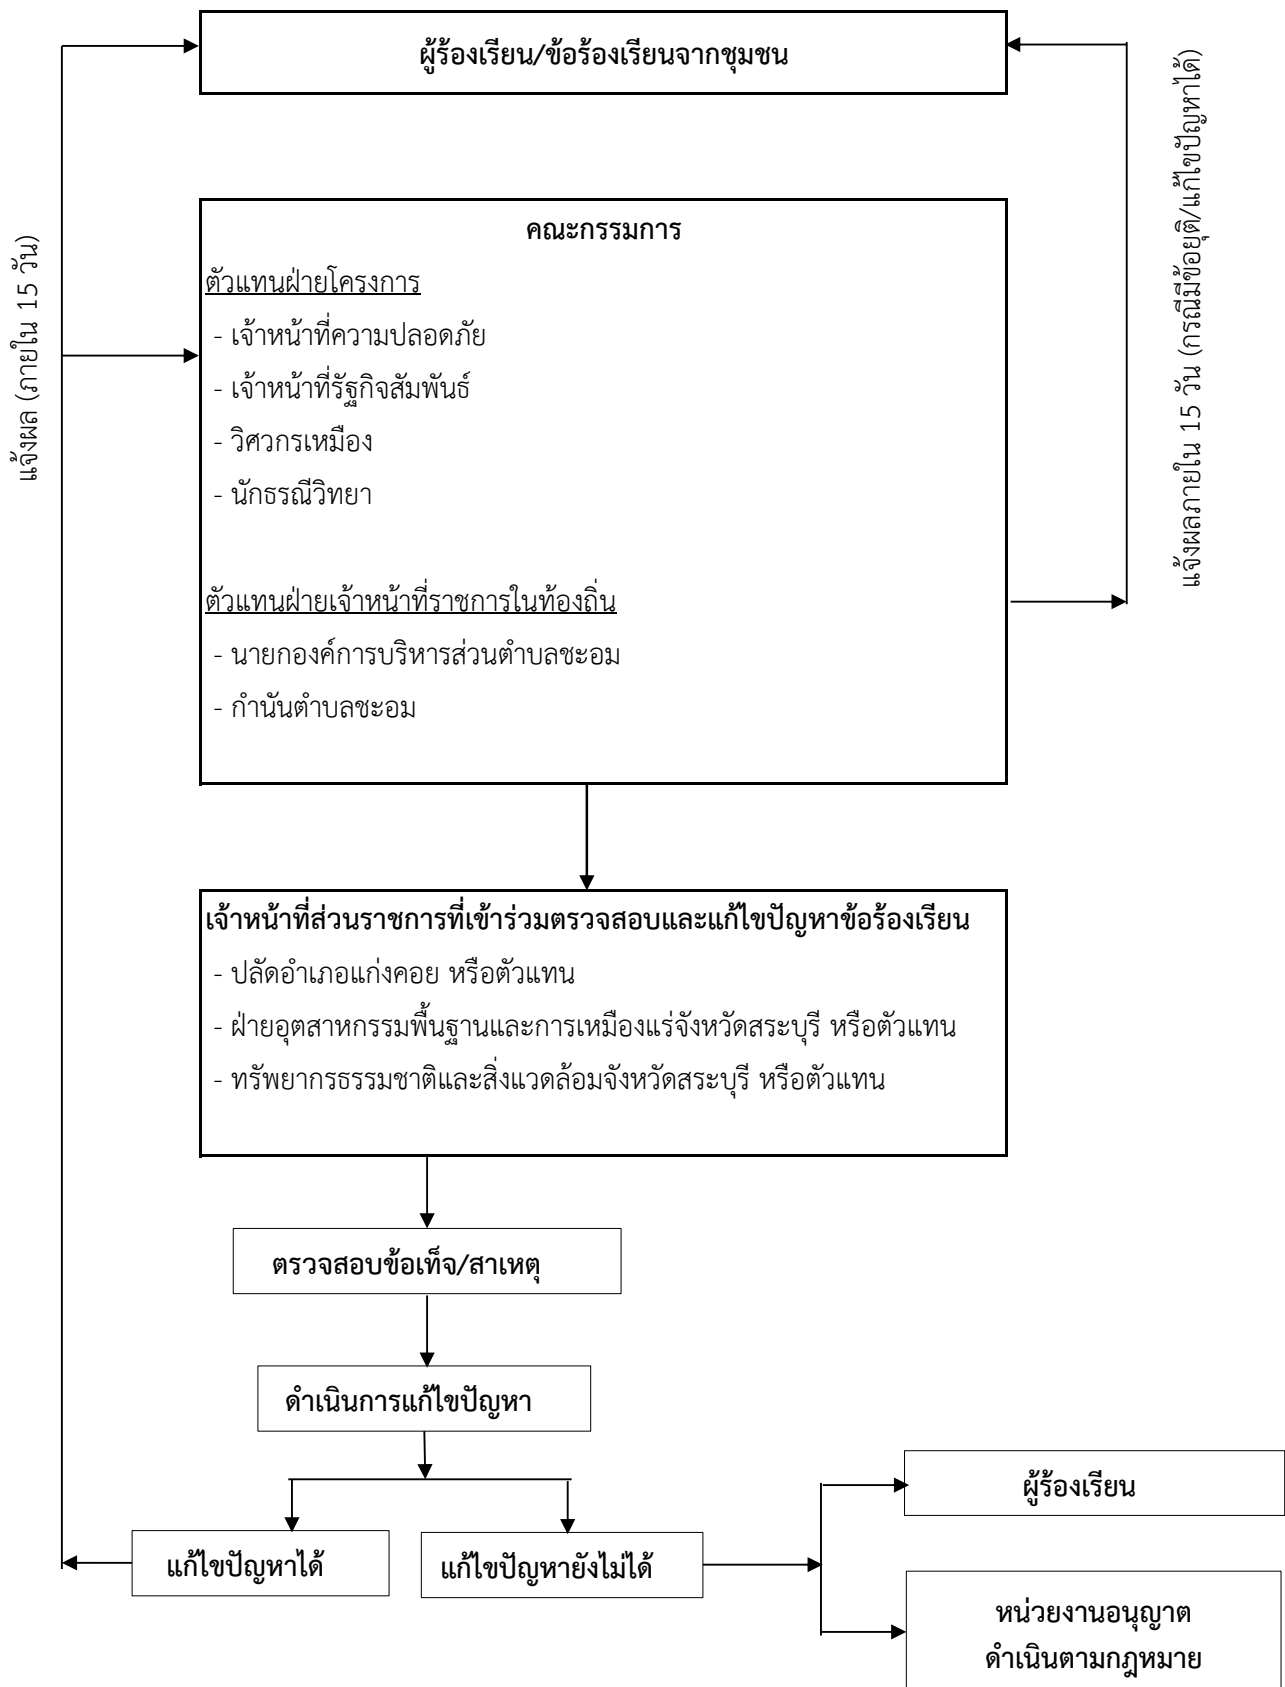 ผู้ร้องเรียน/ข้อร้องเรียนจากชุมชน
แจ้งผล (ภายใน 15 วัน)
แจ้งผลภายใน 15 วัน (กรณีมีข้อยุติ/แก้ไขปัญหาได้)
คณะกรรมการ
ตัวแทนฝ่ายโครงการ
- เจ้าหน้าที่ความปลอดภัย
- เจ้าหน้าที่รัฐกิจสัมพันธ์
- วิศวกรเหมือง
- นักธรณีวิทยา
ตัวแทนฝ่ายเจ้าหน้าที่ราชการในท้องถิ่น
- นายกองค์การบริหารส่วนตำบลชะอม
- กำนันตำบลชะอม
เจ้าหน้าที่ส่วนราชการที่เข้าร่วมตรวจสอบและแก้ไขปัญหาข้อร้องเรียน
- ปลัดอำเภอแก่งคอย หรือตัวแทน
- ฝ่ายอุตสาหกรรมพื้นฐานและการเหมืองแร่จังหวัดสระบุรี หรือตัวแทน
- ทรัพยากรธรรมชาติและสิ่งแวดล้อมจังหวัดสระบุรี หรือตัวแทน
ตรวจสอบข้อเท็จ/สาเหตุ
ดำเนินการแก้ไขปัญหา
แก้ไขปัญหาได้
แก้ไขปัญหายังไม่ได้
ผู้ร้องเรียน
หน่วยงานอนุญาต
ดำเนินตามกฎหมาย